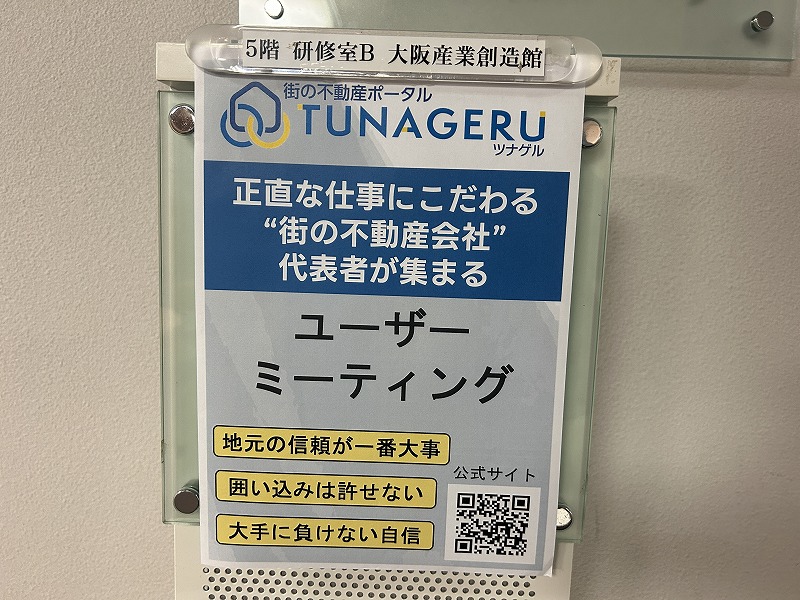 5階 研修室B 大阪産業創造館
街の不動産ポータル
TUNAGERU
ツナゲル
正直な仕事にこだわる
“街の不動産会社”
代表者が集まる
ユーザー
ミーティング
地元の信頼が一番大事
囲い込みは許せない
大手に負けない自信
公式サイト